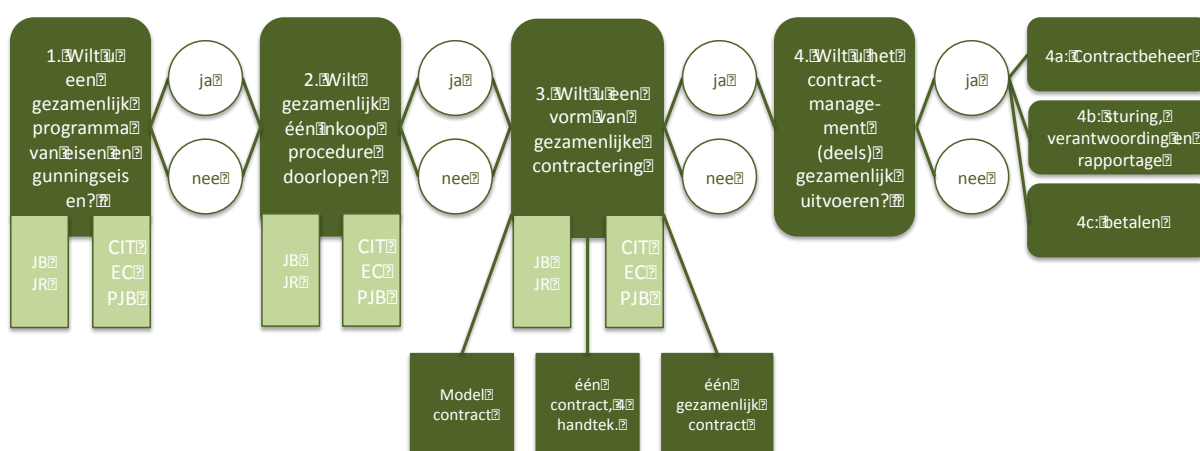 1. Wilt u
een
gezamenlijk
programma
van eisen en
gunningseis
en?
ja
nee
JB
JR
CIT
EC
PJB
2. Wilt
gezamenlijk
één inkoop
procedure
doorlopen?
ja
nee
JB
JR
CIT
EC
PJB
3. Wilt u een
vorm van
gezamenlijke
contractering
ja
nee
JB
JR
CIT
EC
PJB
Model
contract
één
contract, 4
handtek.
één
gezamenlijk
contract
4. Wilt u het
contract-
manage-
ment
(deels)
gezamenlijk
uitvoeren?
ja
nee
4a: Contractbeheer
4b: sturing,
verantwoording en
rapportage
4c: betalen